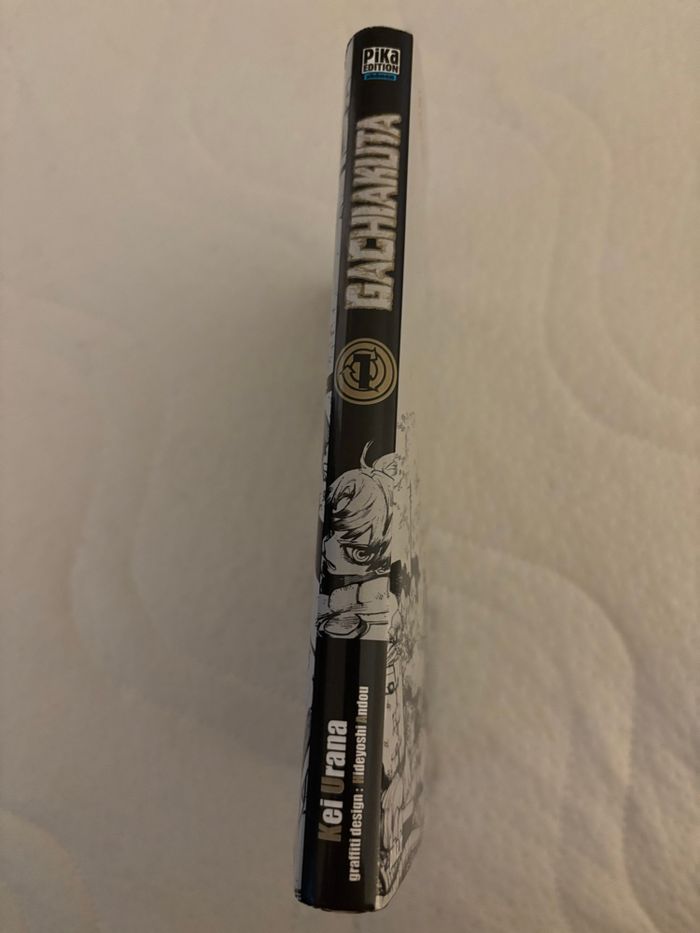 PiKa
EDITION
GACHIAKUTA
1
Kei Urana
graffiti design : Hideyoshi Andou